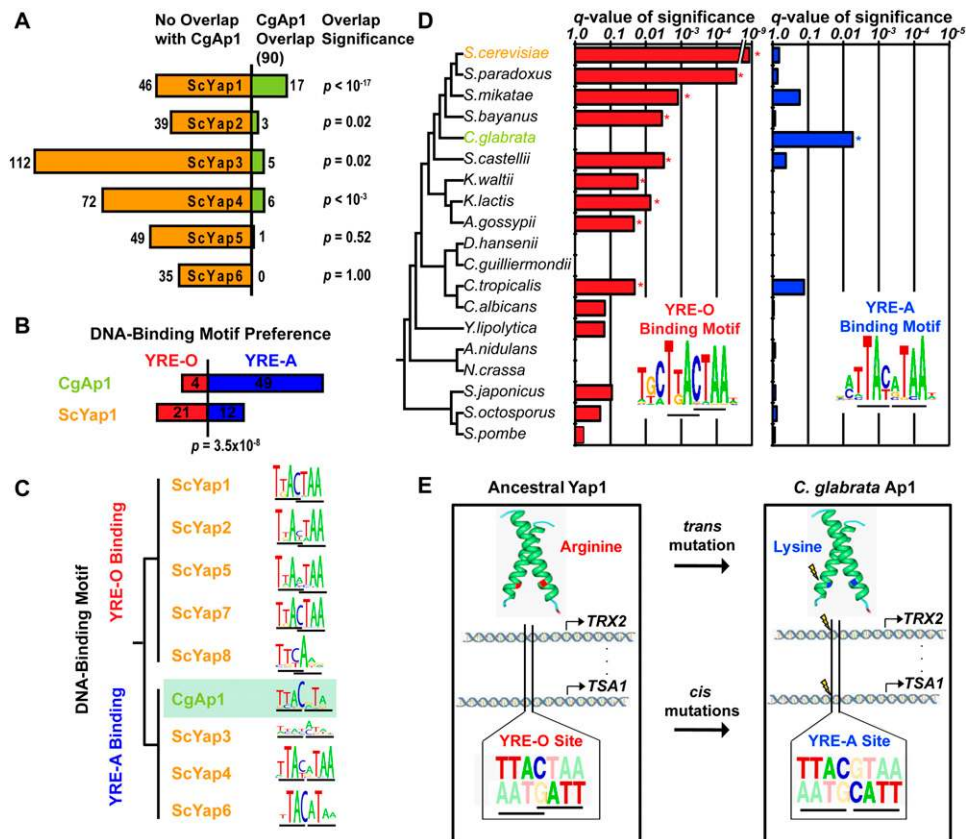 A
No Overlap with CgAp1
CgAp1 Overlap (90)
Overlap Significance
46 ScYap1 17 p < 10-17
39 ScYap2 3 p = 0.02
112 ScYap3 5 p = 0.02
72 ScYap4 6 p < 10-3
49 ScYap5 1 p = 0.52
35 ScYap6 0 p = 1.00
B
DNA-Binding Motif Preference
YRE-O YRE-A
CgAp1 4 49
ScYap1 21 12
p = 3.5x10-8
C
DNA-Binding Motif
YRE-O Binding
YRE-A Binding
ScYap1
ScYap2
ScYap5
ScYap7
ScYap8
CgAp1
ScYap3
ScYap4
ScYap6
D
q-value of significance
1.0 0.1 0.01 10-3 10-9
q-value of significance
1.0 0.1 0.01 10-3 10-5
S.cerevisiae
S.paradoxus
S.mikatae
S.bayanus
C.glabrata
S.castellii
K.waltii
K.lactis
A.gossypii
D.hansenii
C.guilliermondii
C.tropicalis
C.albicans
Y.lipolytica
A.nidulans
N.crassa
S.japonicus
S.octosporus
S.pombe
YRE-O
Binding Motif
YRE-A
Binding Motif
E
Ancestral Yap1
Arginine
TRX2
TSA1
YRE-O Site
TTACTAA
AATGATT
trans
mutation
cis
mutations
C. glabrata Ap1
Lysine
TRX2
TSA1
YRE-A Site
TTACGTAA
AATGCATT